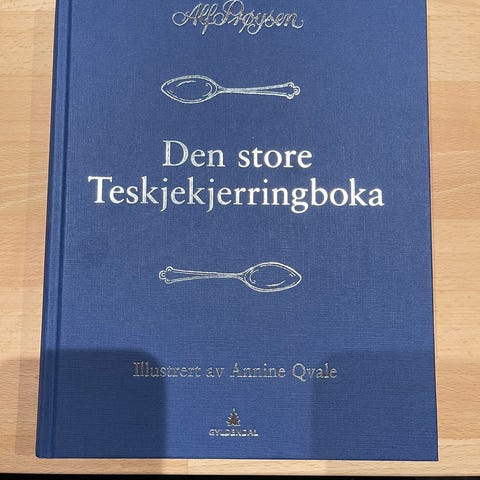 Alf Prøysen
Den store
Teskjekjerringboka
Illustrert av Annine Qvale
GYLDENDAL